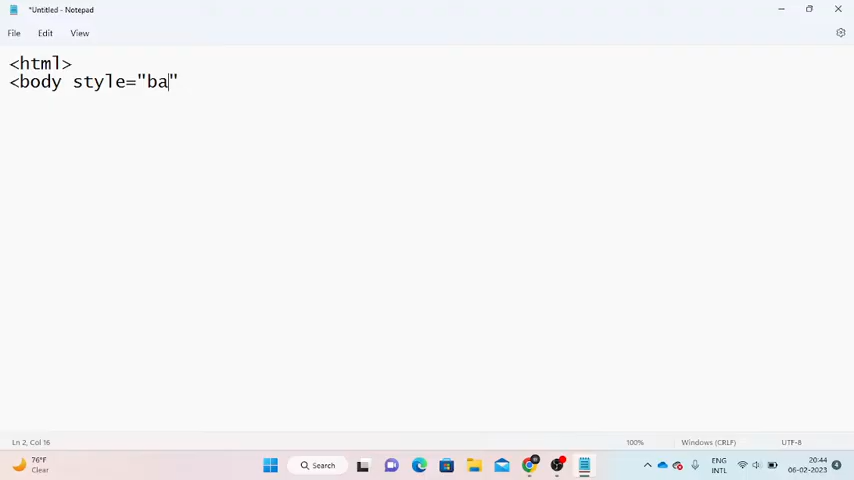 *Untitled - Notepad
File Edit View
<html>
<body style="ba"
Ln 2, Col 16 100% Windows (CRLF) UTF-8
76°F
Clear
Search
ENG
INTL
20:44
06-02-2023
4